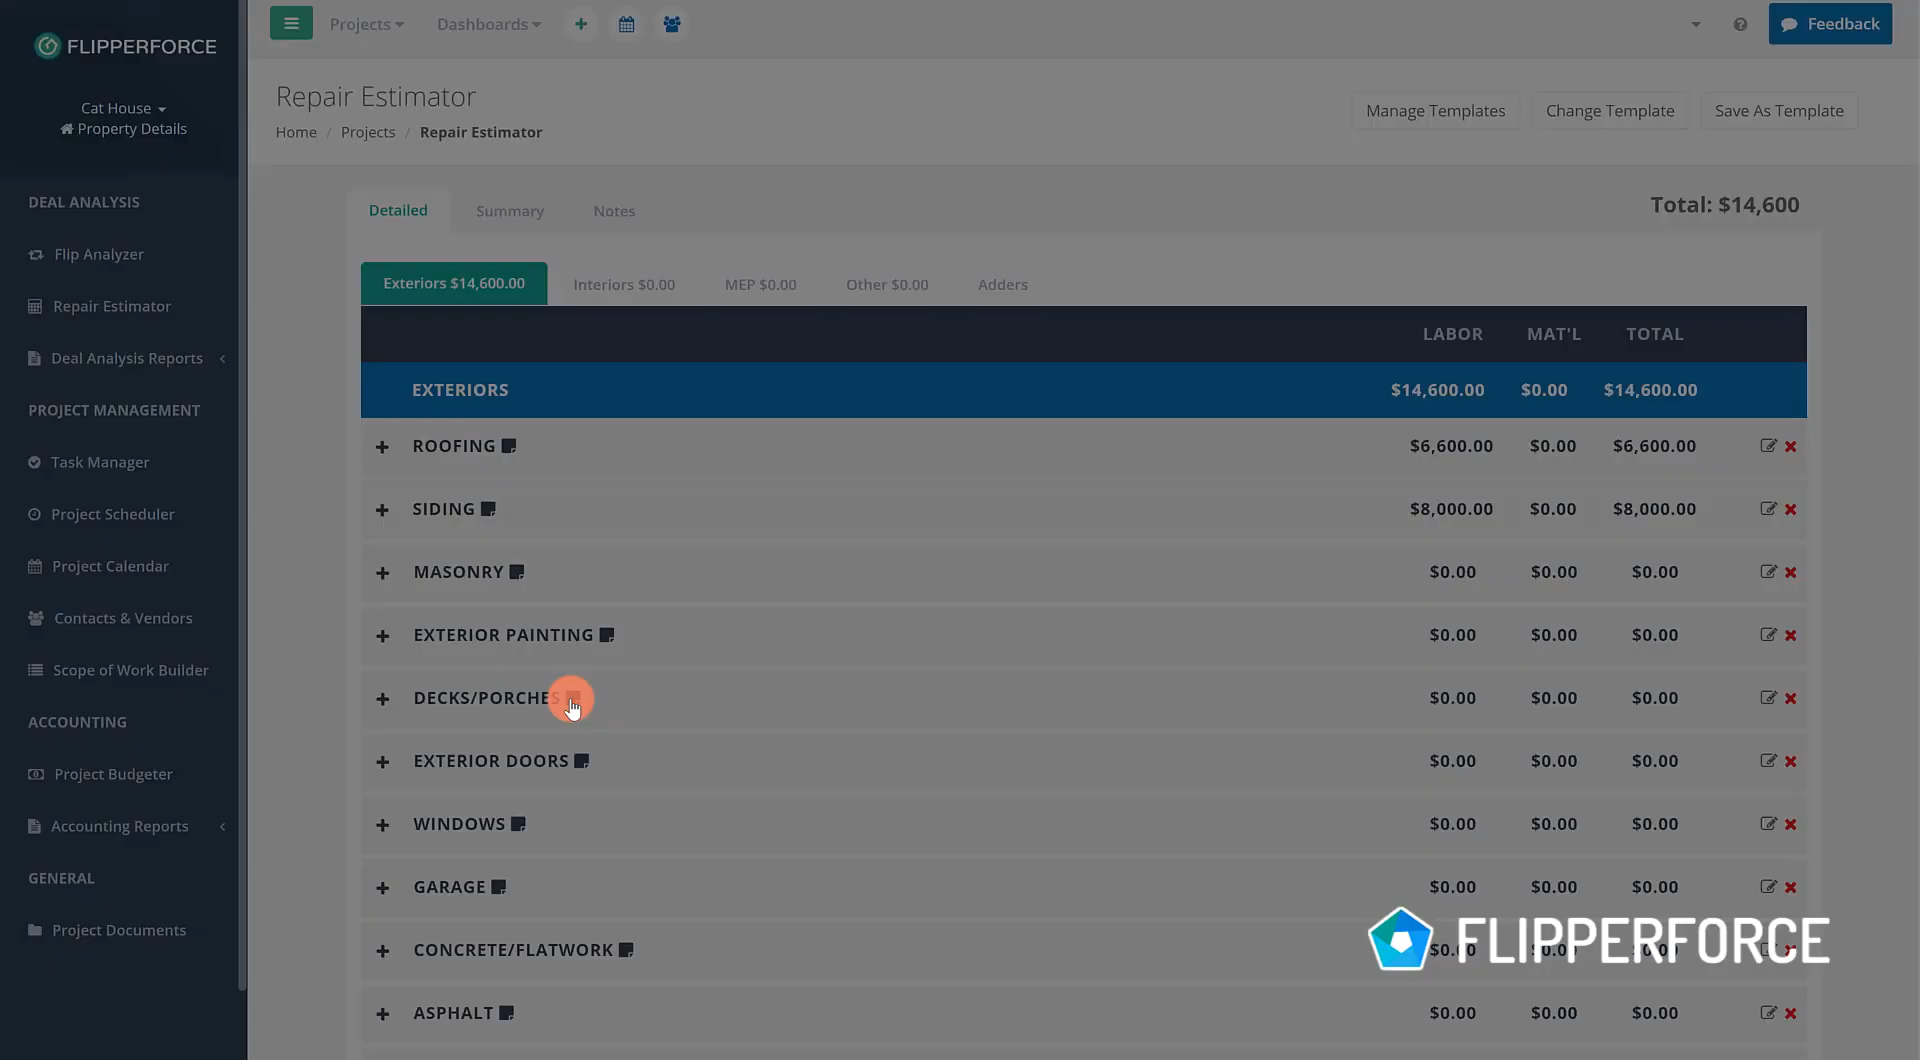 FLIPPERFORCE
Cat House
Property Details
DEAL ANALYSIS
Flip Analyzer
Repair Estimator
Deal Analysis Reports
PROJECT MANAGEMENT
Task Manager
Project Scheduler
Project Calendar
Contacts & Vendors
Scope of Work Builder
ACCOUNTING
Project Budgeter
Accounting Reports
GENERAL
Project Documents
Projects Dashboards Feedback
Repair Estimator
Home / Projects / Repair Estimator
Manage Templates Change Template Save As Template
Detailed Summary Notes Total: $14,600
Exteriors $14,600.00 Interiors $0.00 MEP $0.00 Other $0.00 Adders
LABOR MAT'L TOTAL
EXTERIORS $14,600.00 $0.00 $14,600.00
ROOFING $6,600.00 $0.00 $6,600.00
SIDING $8,000.00 $0.00 $8,000.00
MASONRY $0.00 $0.00 $0.00
EXTERIOR PAINTING $0.00 $0.00 $0.00
DECKS/PORCHES $0.00 $0.00 $0.00
EXTERIOR DOORS $0.00 $0.00 $0.00
WINDOWS $0.00 $0.00 $0.00
GARAGE $0.00 $0.00 $0.00
CONCRETE/FLATWORK
FLIPPERFORCE
ASPHALT $0.00 $0.00 $0.00